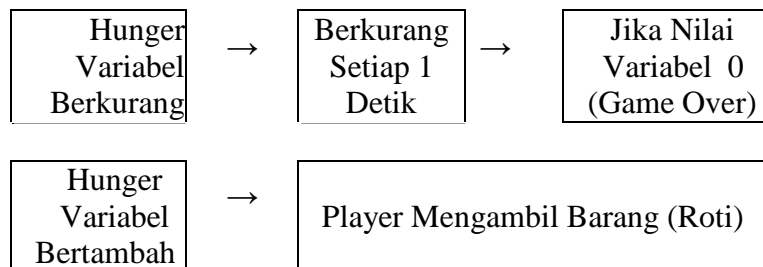 Hunger
Variabel
Berkurang
→
Berkurang
Setiap 1
Detik
→
Jika Nilai
Variabel 0
(Game Over)
Hunger
Variabel
Bertambah
→
Player Mengambil Barang (Roti)